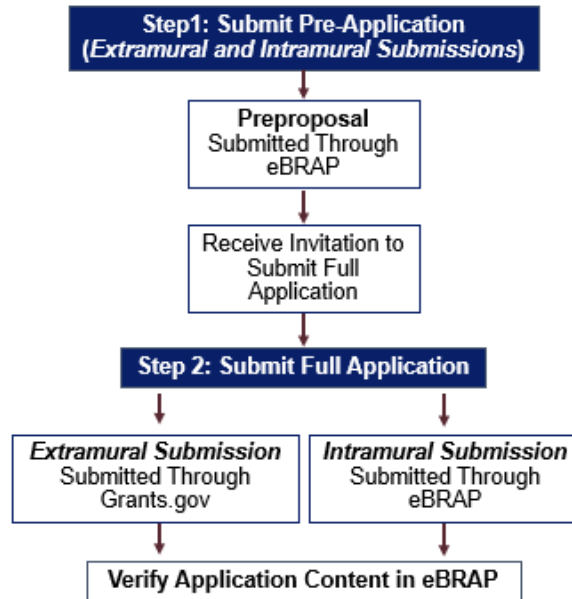 Step1: Submit Pre-Application
(Extramural and Intramural Submissions)
Preproposal
Submitted Through
eBRAP
Receive Invitation to
Submit Full
Application
Step 2: Submit Full Application
Extramural Submission
Submitted Through
Grants.gov
Intramural Submission
Submitted Through
eBRAP
Verify Application Content in eBRAP